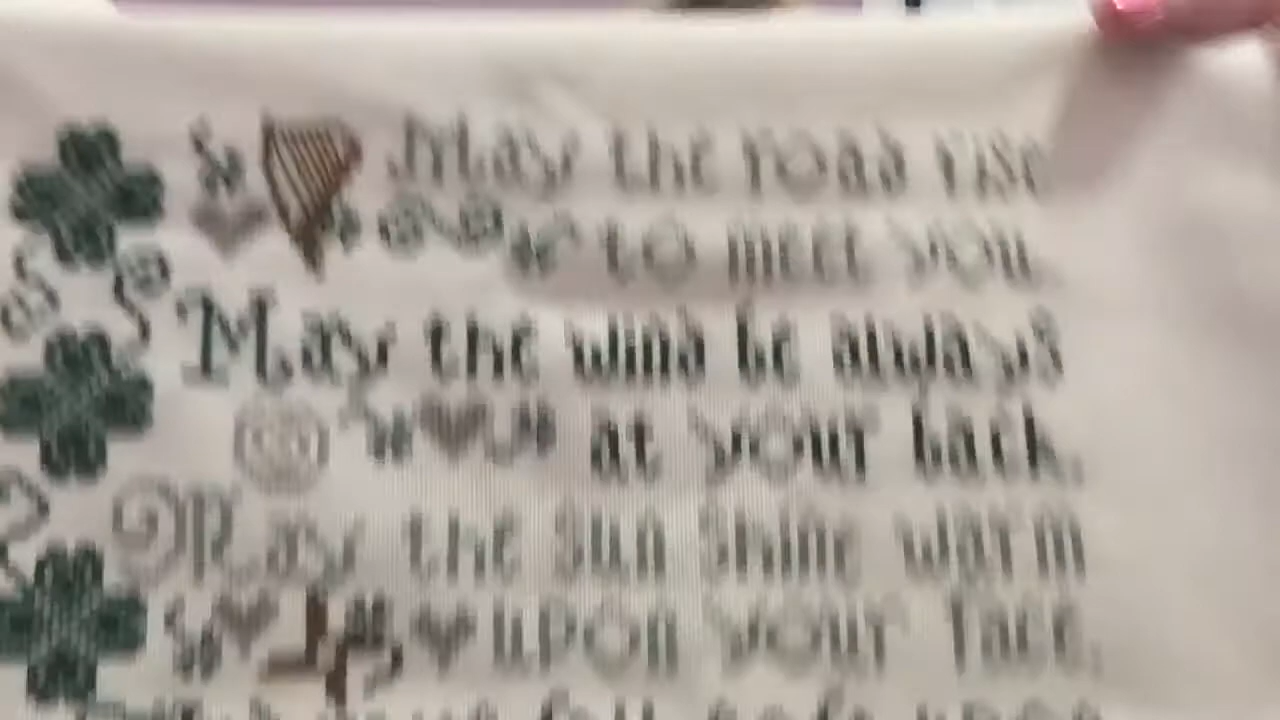 May the road rise
to meet you.
May the wind be always
at your back.
May the sun shine warm
upon your face.